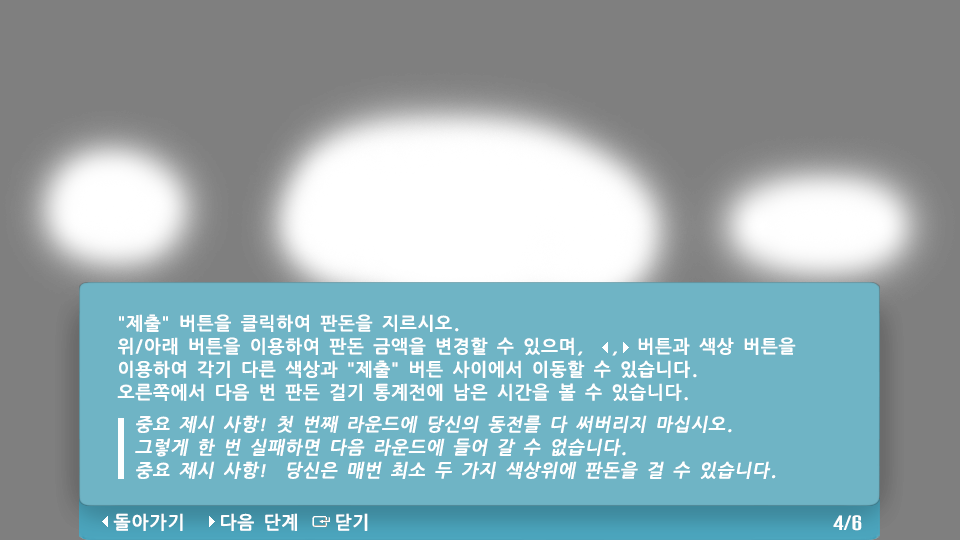 "제출" 버튼을 클릭하여 판돈을 지르시오.
위/아래 버튼을 이용하여 판돈 금액을 변경할 수 있으며, ◀,▶ 버튼과 색상 버튼을
이용하여 각기 다른 색상과 "제출" 버튼 사이에서 이동할 수 있습니다.
오른쪽에서 다음 번 판돈 걸기 통계전에 남은 시간을 볼 수 있습니다.
중요 제시 사항! 첫 번째 라운드에 당신의 동전를 다 써버리지 마십시오.
그렇게 한 번 실패하면 다음 라운드에 들어 갈 수 없습니다.
중요 제시 사항! 당신은 매번 최소 두 가지 색상위에 판돈을 걸 수 있습니다.
◀ 돌아가기 ▶ 다음 단계 닫기 4/6